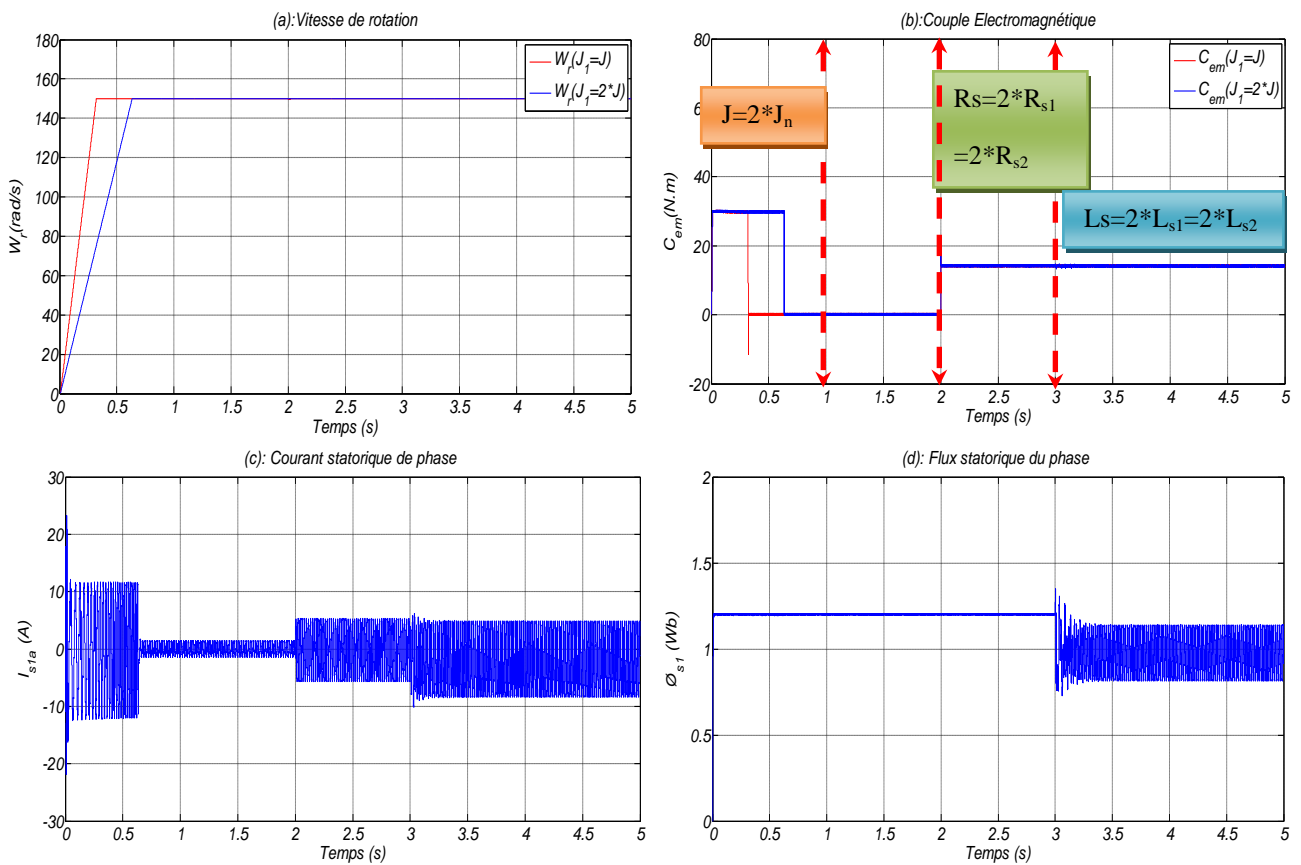 (a):Vitesse de rotation
180
160
140
120
100
80
60
40
20
0
W_r(rad/s)
0 0.5 1 1.5 2 2.5 3 3.5 4 4.5 5
Temps (s)
W_r(J_1=J)
W_r(J_1=2*J)
(b):Couple Electromagnétique
80
60
40
20
0
-20
C_em(N.m)
0 0.5 1 1.5 2 2.5 3 3.5 4 4.5 5
Temps (s)
C_em(J_1=J)
C_em(J_1=2*J)
J=2*J_n
Rs=2*R_s1
=2*R_s2
Ls=2*L_s1=2*L_s2
(c): Courant statorique de phase
30
20
10
0
-10
-20
-30
I_s1a (A)
0 0.5 1 1.5 2 2.5 3 3.5 4 4.5 5
Temps (s)
(d): Flux statorique du phase
2
1.5
1
0.5
0
Ø_s1 (Wb)
0 0.5 1 1.5 2 2.5 3 3.5 4 4.5 5
Temps (s)